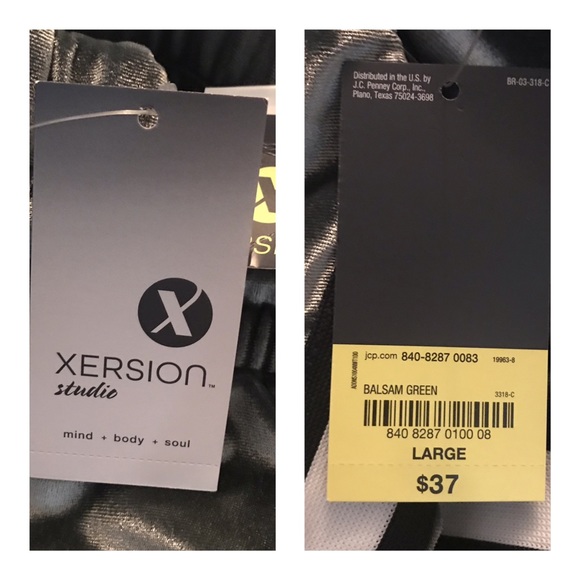 X
XERSION™
studio
mind + body + soul
Distributed in the U.S. by
J.C. Penney Corp., Inc.,
Plano, Texas 75024-3698
BR-03-318-C
jcp.com 840-8287 0083
19963-8
BALSAM GREEN
3318-C
840 8287 0100 08
LARGE
$37